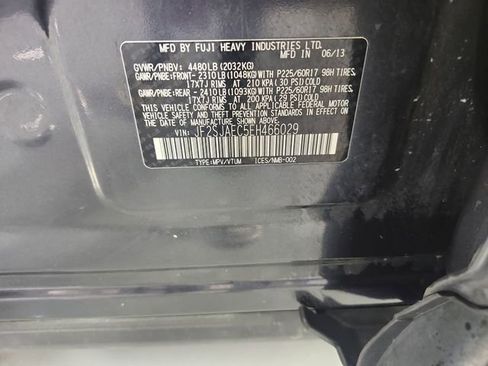 MFD BY FUJI HEAVY INDUSTRIES LTD.
MFD IN 06/13
GVWR/PNBV: 4480LB(2032KG)
GAWR/PNBE: FRONT- 2310LB(1048KG)WITH P225/60R17 98H TIRES,
17X7J RIMS AT 210 KPA(30 PSI)COLD
GAWR/PNBE: REAR - 2410LB(1093KG)WITH P225/60R17 98H TIRES,
17X7J RIMS AT 200 KPA(29 PSI)COLD
THIS VEHICLE CONFORMS TO ALL APPLICABLE FEDERAL MOTOR
VEHICLE SAFETY STANDARDS IN EFFECT ON THE DATE OF
MANUFACTURE SHOWN ABOVE.
VIN: JF2SJAEC5EH466029
TYPE:MPV/VTUM ICES/NMB-002